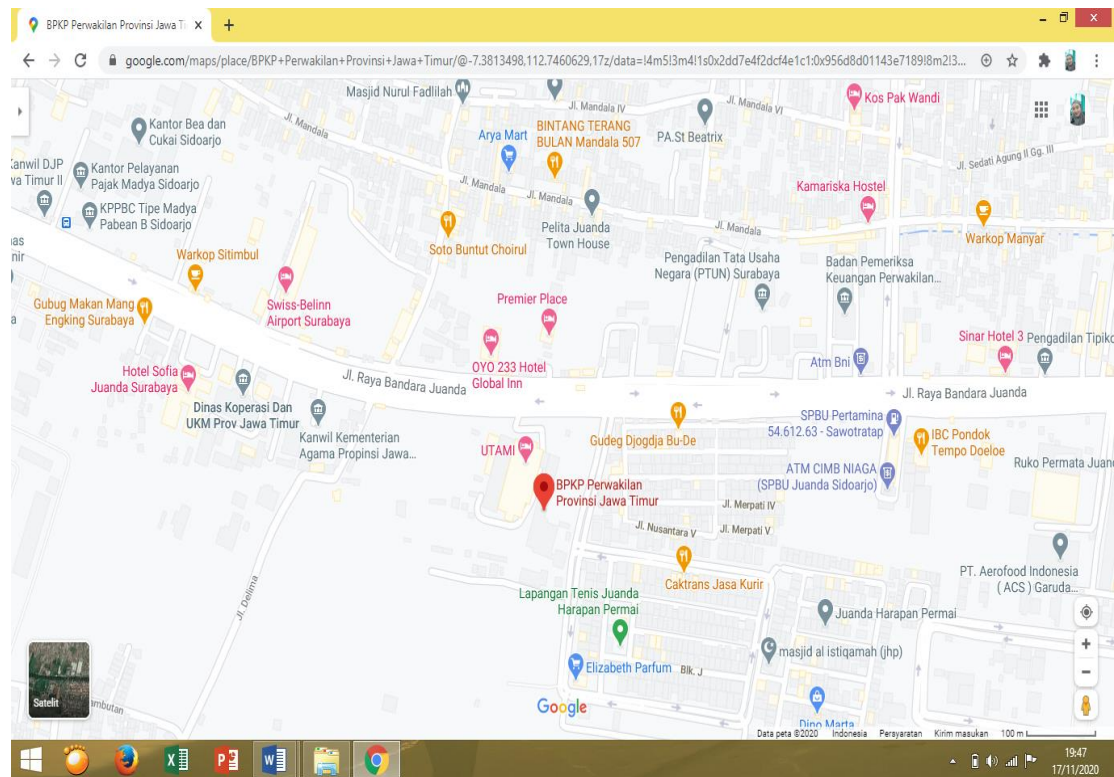 BPKP Perwakilan Provinsi Jawa Ti
google.com/maps/place/BPKP+Perwakilan+Provinsi+Jawa+Timur/@-7.3813498,112.7460629,17z/data=!4m5!3m4!1s0x2dd7e4f2dcf4e1c1:0x956d8d01143e7189!8m2!3...
Masjid Nurul Fadlilah
Jl. Mandala IV
Jl. Mandala VI
Kos Pak Wandi
Kantor Bea dan
Cukai Sidoarjo
Jl. Mandala
Arya Mart
BINTANG TERANG
BULAN Mandala 507
PA.St Beatrix
Jl. Sedati Agung II Gg. III
Kanwil DJP
wa Timur II
Kantor Pelayanan
Pajak Madya Sidoarjo
Jl. Mandala
Jl. Mandala
Kamariska Hostel
KPPBC Tipe Madya
Pabean B Sidoarjo
Pelita Juanda
Town House
Jl. Mandala
Warkop Manyar
nas
nir
Warkop Sitimbul
Soto Buntut Choirul
Pengadilan Tata Usaha
Negara (PTUN) Surabaya
Badan Pemeriksa
Keuangan Perwakilan...
Gubug Makan Mang
Engking Surabaya
a
Swiss-Belinn
Airport Surabaya
Premier Place
Sinar Hotel 3
Pengadilan Tipiko
Hotel Sofia
Juanda Surabaya
Jl. Raya Bandara Juanda
OYO 233 Hotel
Global Inn
Atm Bni
Jl. Raya Bandara Juanda
Dinas Koperasi Dan
UKM Prov Jawa Timur
Kanwil Kementerian
Agama Propinsi Jawa...
UTAMI
Gudeg Djogdja Bu-De
SPBU Pertamina
54.612.63 - Sawotratap
IBC Pondok
Tempo Doeloe
BPKP Perwakilan
Provinsi Jawa Timur
ATM CIMB NIAGA
(SPBU Juanda Sidoarjo)
Ruko Permata Juan
Jl. Merpati IV
Jl. Nusantara V
Jl. Merpati V
Caktrans Jasa Kurir
PT. Aerofood Indonesia
( ACS ) Garuda...
Jl. Delima
Lapangan Tenis Juanda
Harapan Permai
Juanda Harapan Permai
masjid al istiqamah (jhp)
Elizabeth Parfum
Blk. J
Satelit
mbutan
Google
Dino Marta
Data peta ©2020 Indonesia Persyaratan Kirim masukan 100 m
19:47
17/11/2020